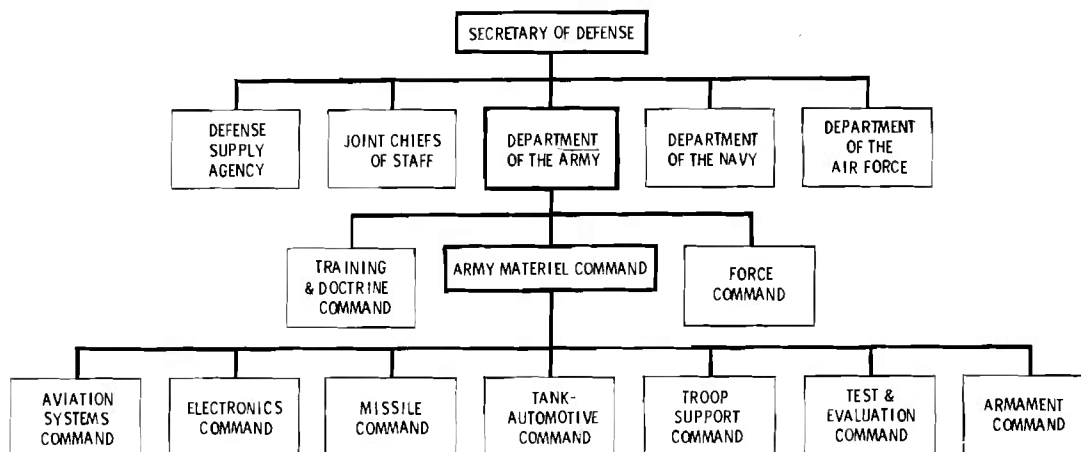 SECRETARY OF DEFENSE
DEFENSE
SUPPLY
AGENCY
JOINT CHIEFS
OF STAFF
DEPARTMENT
OF THE ARMY
DEPARTMENT
OF THE NAVY
DEPARTMENT
OF THE
AIR FORCE
TRAINING
& DOCTRINE
COMMAND
ARMY MATERIEL COMMAND
FORCE
COMMAND
AVIATION
SYSTEMS
COMMAND
ELECTRONICS
COMMAND
MISSILE
COMMAND
TANK-
AUTOMOTIVE
COMMAND
TROOP
SUPPORT
COMMAND
TEST &
EVALUATION
COMMAND
ARMAMENT
COMMAND